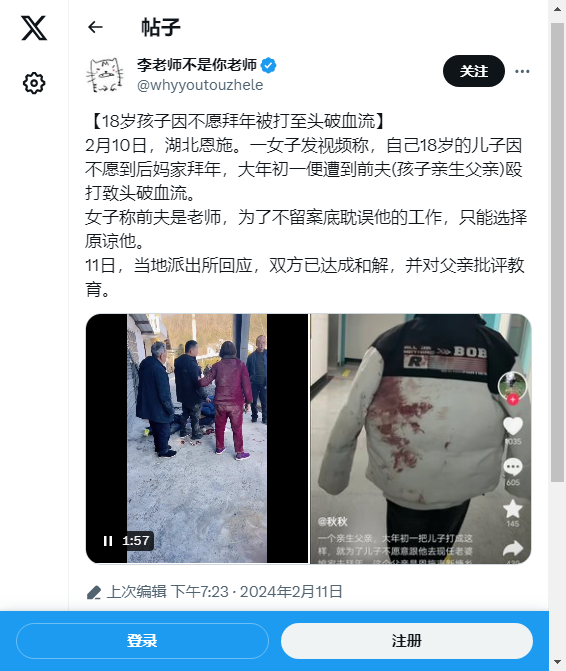 帖子
李老师不是你老师
@whyyoutouzhele
关注
【18岁孩子因不愿拜年被打至头破血流】
2月10日，湖北恩施。一女子发视频称，自己18岁的儿子因
不愿到后妈家拜年，大年初一便遭到前夫(孩子亲生父亲)殴
打致头破血流。
女子称前夫是老师，为了不留案底耽误他的工作，只能选择
原谅他。
11日，当地派出所回应，双方已达成和解，并对父亲批评教
育。
1:57
BOB
R
1035
605
145
@秋秋
一个亲生父亲、大年初一把儿子打成这
样，就为了儿子不愿意跟他去现任老婆
上次编辑 下午7:23 · 2024年2月11日
登录
注册